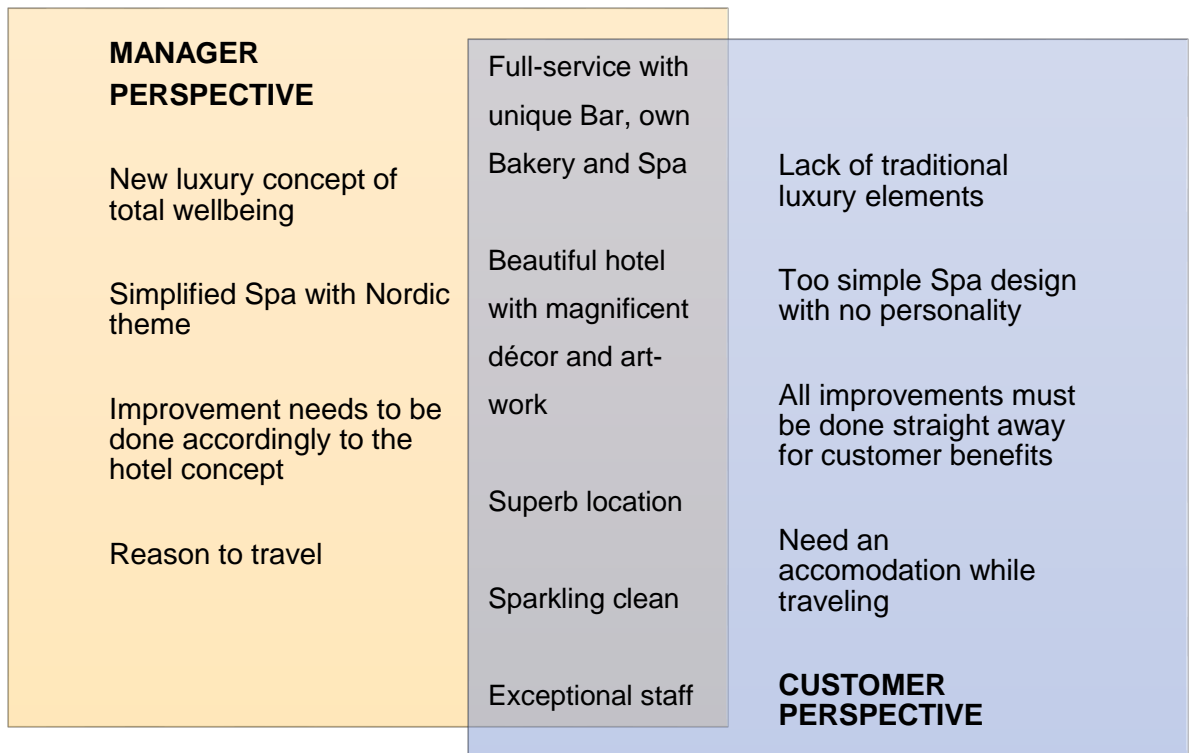 MANAGER
PERSPECTIVE
New luxury concept of
total wellbeing
Simplified Spa with Nordic
theme
Improvement needs to be
done accordingly to the
hotel concept
Reason to travel
Full-service with
unique Bar, own
Bakery and Spa
Beautiful hotel
with magnificent
décor and art-
work
Superb location
Sparkling clean
Exceptional staff
Lack of traditional
luxury elements
Too simple Spa design
with no personality
All improvements must
be done straight away
for customer benefits
Need an
accomodation while
traveling
CUSTOMER
PERSPECTIVE